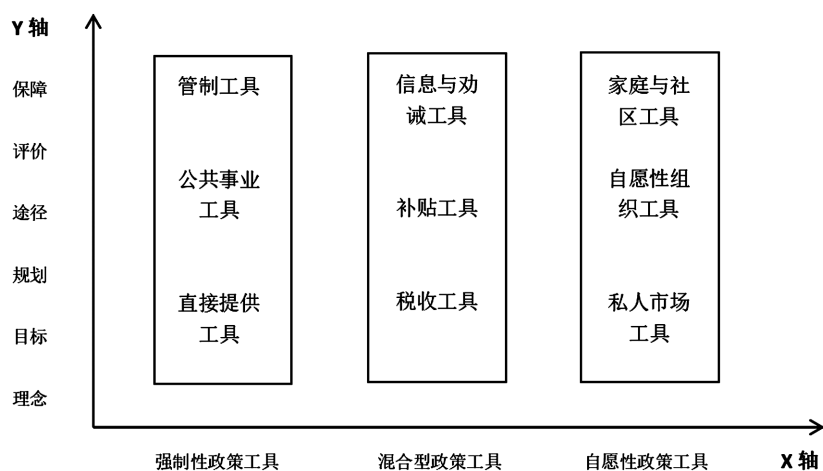 Y 轴
保障
评价
途径
规划
目标
理念
管制工具
公共事业
工具
直接提供
工具
信息与劝
诫工具
补贴工具
税收工具
家庭与社
区工具
自愿性组
织工具
私人市场
工具
强制性政策工具
混合型政策工具
自愿性政策工具
X 轴